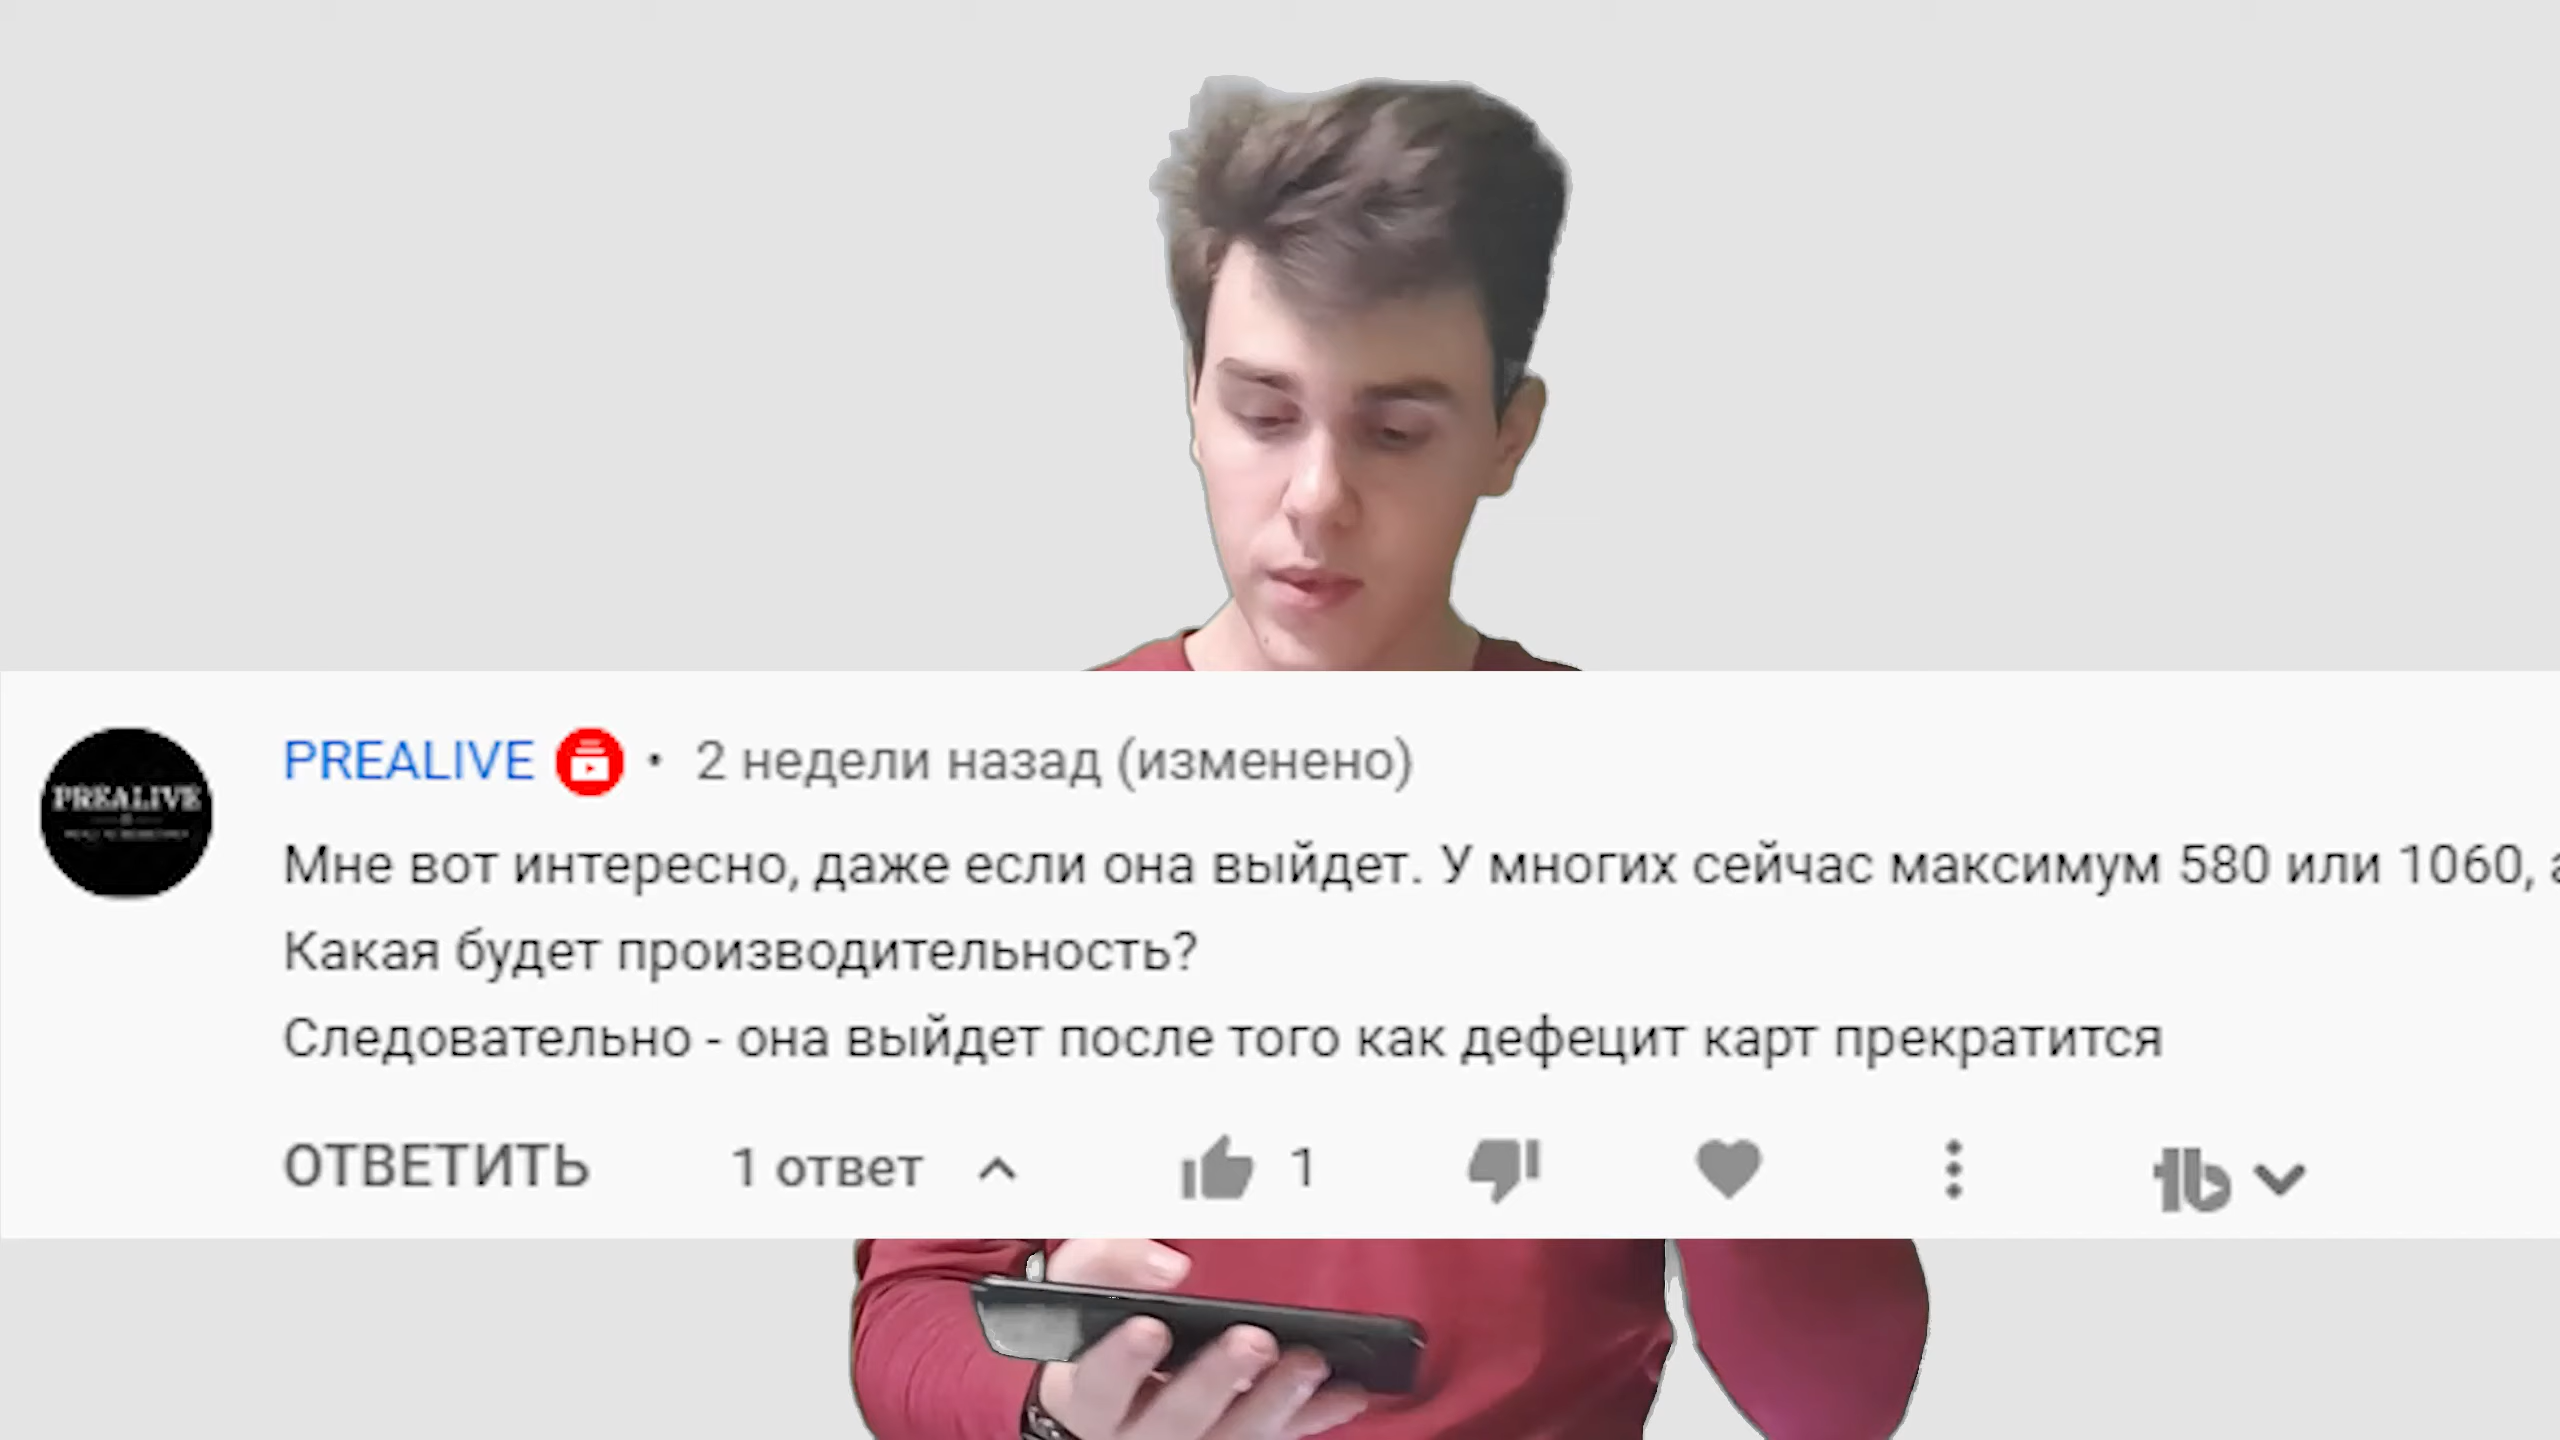 PREALIVE • 2 недели назад (изменено)
PREALIVE
Мне вот интересно, даже если она выйдет. У многих сейчас максимум 580 или 1060,
Какая будет производительность?
Следовательно - она выйдет после того как дефецит карт прекратится
ОТВЕТИТЬ 1 ответ 1